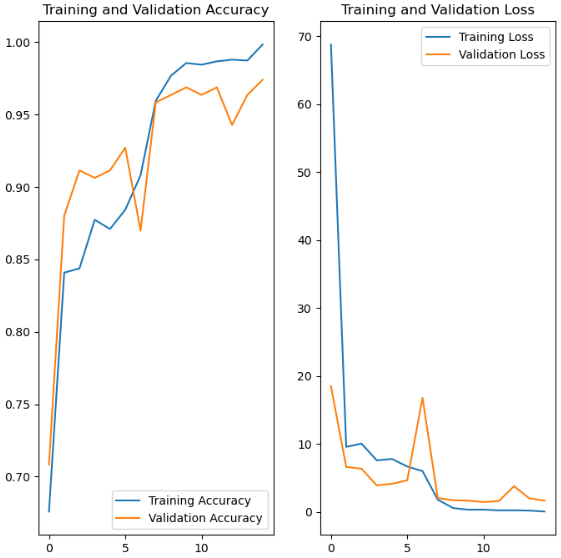 Training and Validation Accuracy
1.00
0.95
0.90
0.85
0.80
0.75
0.70
Training Accuracy
Validation Accuracy
0 5 10
Training and Validation Loss
Training Loss
Validation Loss
70
60
50
40
30
20
10
0
0 5 10